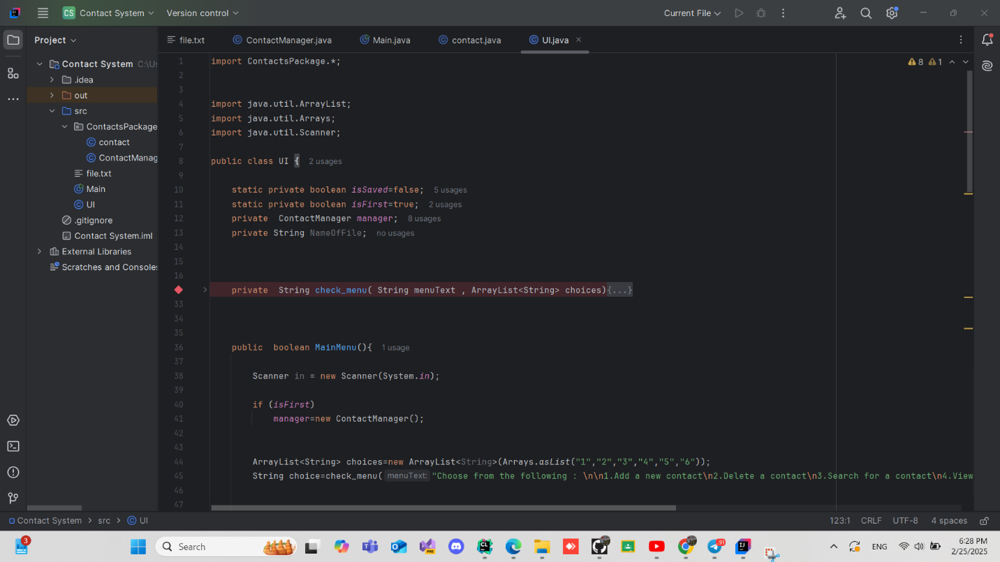 CS Contact System Version control Current File
Project
file.txt ContactManager.java Main.java contact.java UI.java
Contact System C:\Us
.idea
out
src
ContactsPackage
contact
ContactManag
file.txt
Main
UI
.gitignore
Contact System.iml
External Libraries
Scratches and Consoles
8 1
1 import ContactsPackage.*;
2
3
4 import java.util.ArrayList;
5 import java.util.Arrays;
6 import java.util.Scanner;
7
8 public class UI { 2 usages
9
10 static private boolean isSaved=false; 5 usages
11 static private boolean isFirst=true; 2 usages
12 private ContactManager manager; 8 usages
13 private String NameOfFile; no usages
14
15
16
private String check_menu( String menuText , ArrayList<String> choices){...}
33
34
35
36 public boolean MainMenu(){ 1 usage
37
38 Scanner in = new Scanner(System.in);
39
40 if (isFirst)
41 manager=new ContactManager();
42
43
44 ArrayList<String> choices=new ArrayList<String>(Arrays.asList("1","2","3","4","5","6"));
45 String choice=check_menu( menuText: "Choose from the following : \n\n1.Add a new contact\n2.Delete a contact\n3.Search for a contact\n4.View
46
47
Contact System > src > UI 123:1 CRLF UTF-8 4 spaces
3 Search PRE CL 91 IJ ENG 6:28 PM
2/25/2025